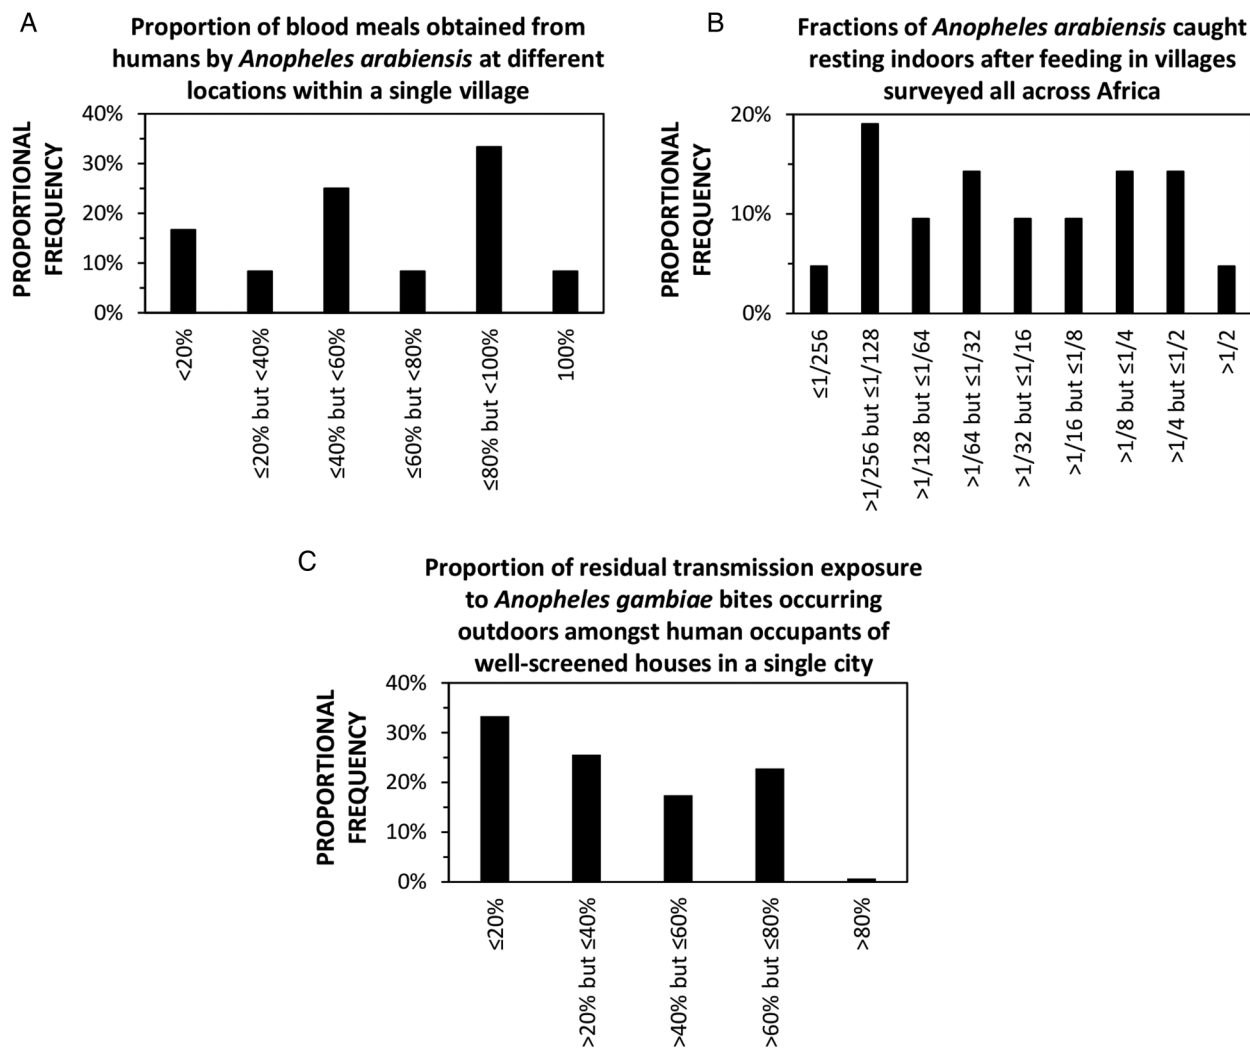 A
Proportion of blood meals obtained from
humans by Anopheles arabiensis at different
locations within a single village
PROPORTIONAL
FREQUENCY
40%
30%
20%
10%
0%
<20%
≤20% but <40%
≤40% but <60%
≤60% but <80%
≤80% but <100%
100%
B
Fractions of Anopheles arabiensis caught
resting indoors after feeding in villages
surveyed all across Africa
PROPORTIONAL
FREQUENCY
20%
10%
0%
≤1/256
>1/256 but ≤1/128
>1/128 but ≤1/64
>1/64 but ≤1/32
>1/32 but ≤1/16
>1/16 but ≤1/8
>1/8 but ≤1/4
>1/4 but ≤1/2
>1/2
C
Proportion of residual transmission exposure
to Anopheles gambiae bites occurring
outdoors amongst human occupants of
well-screened houses in a single city
PROPORTIONAL
FREQUENCY
40%
30%
20%
10%
0%
≤20%
>20% but ≤40%
>40% but ≤60%
>60% but ≤80%
>80%